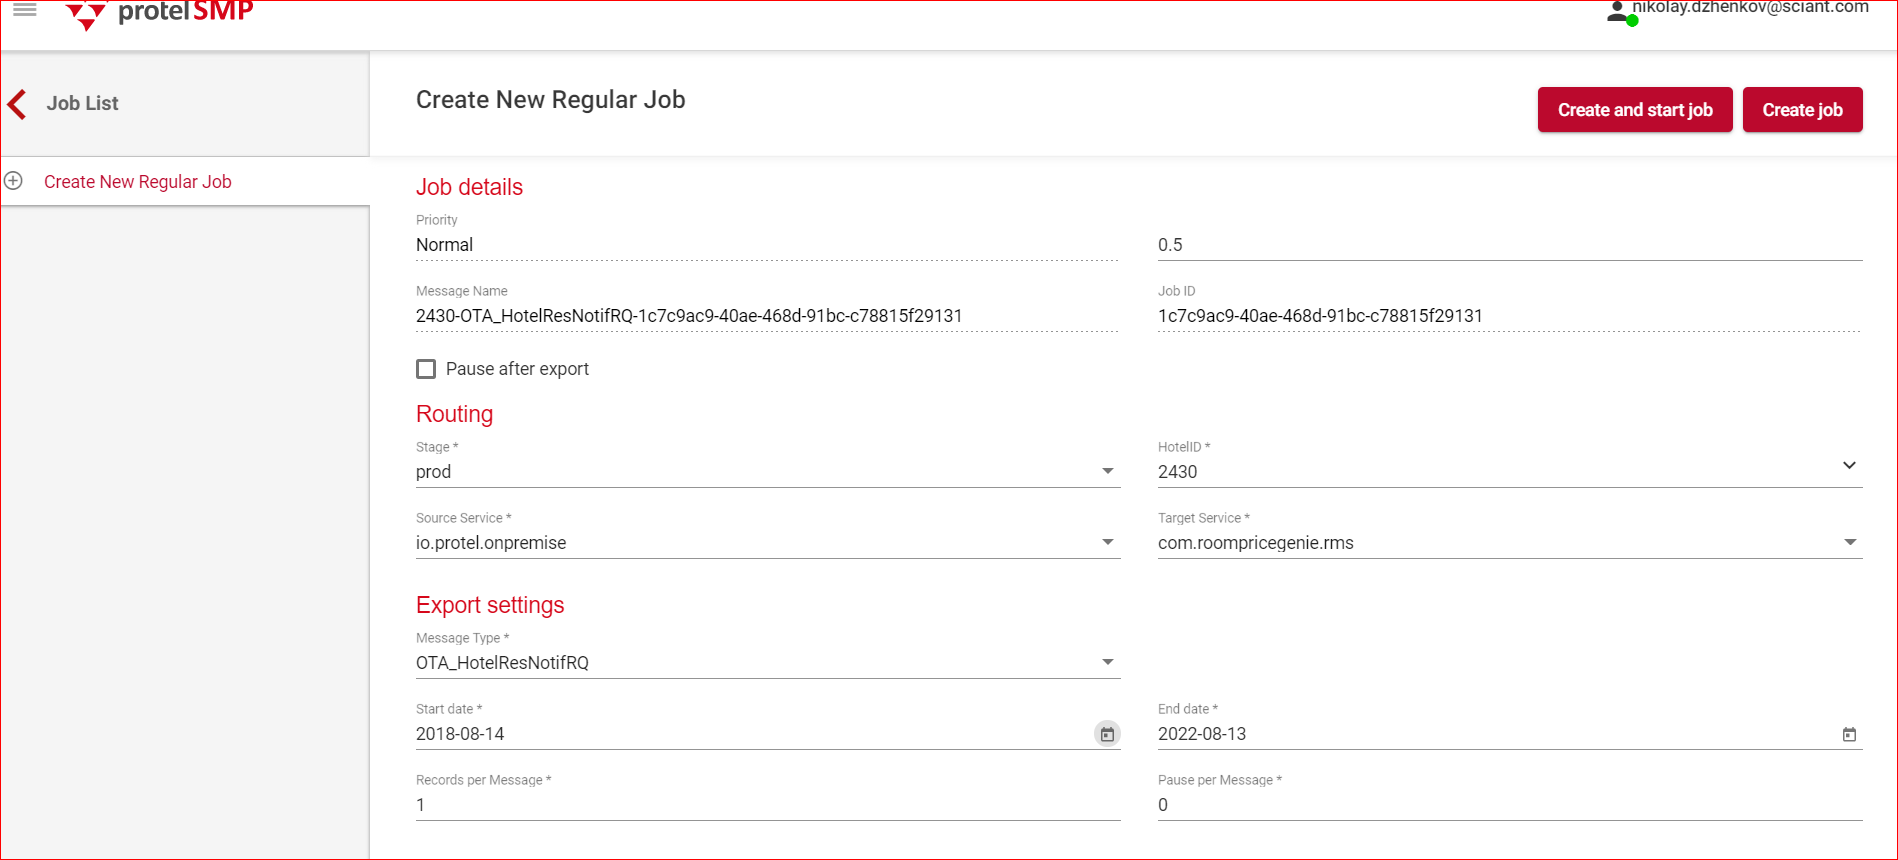 protel SMP
nikolay.dzhenkov@sciant.com
Job List
Create New Regular Job
Create and start job
Create job
Create New Regular Job
Job details
Priority
Normal
0.5
Message Name
Job ID
2430-OTA_HotelResNotifRQ-1c7c9ac9-40ae-468d-91bc-c78815f29131
1c7c9ac9-40ae-468d-91bc-c78815f29131
Pause after export
Routing
Stage *
HotelID *
prod
2430
Source Service *
Target Service *
io.protel.onpremise
com.roompricegenie.rms
Export settings
Message Type *
OTA_HotelResNotifRQ
Start date *
End date *
2018-08-14
2022-08-13
Records per Message *
Pause per Message *
1
0